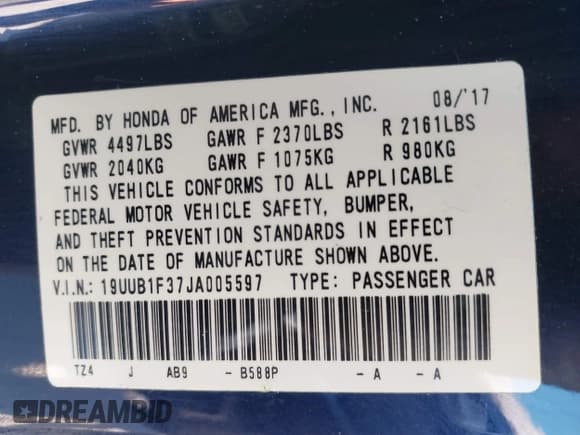 MFD. BY HONDA OF AMERICA MFG., INC. 08/'17
GVWR 4497LBS GAWR F 2370LBS R 2161LBS
GVWR 2040KG GAWR F 1075KG R 980KG
THIS VEHICLE CONFORMS TO ALL APPLICABLE
FEDERAL MOTOR VEHICLE SAFETY, BUMPER,
AND THEFT PREVENTION STANDARDS IN EFFECT
ON THE DATE OF MANUFACTURE SHOWN ABOVE.
V.I.N.: 19UUB1F37JA005597 TYPE: PASSENGER CAR
TZ4 J AB9 - B588P - A - A
DREAMBID